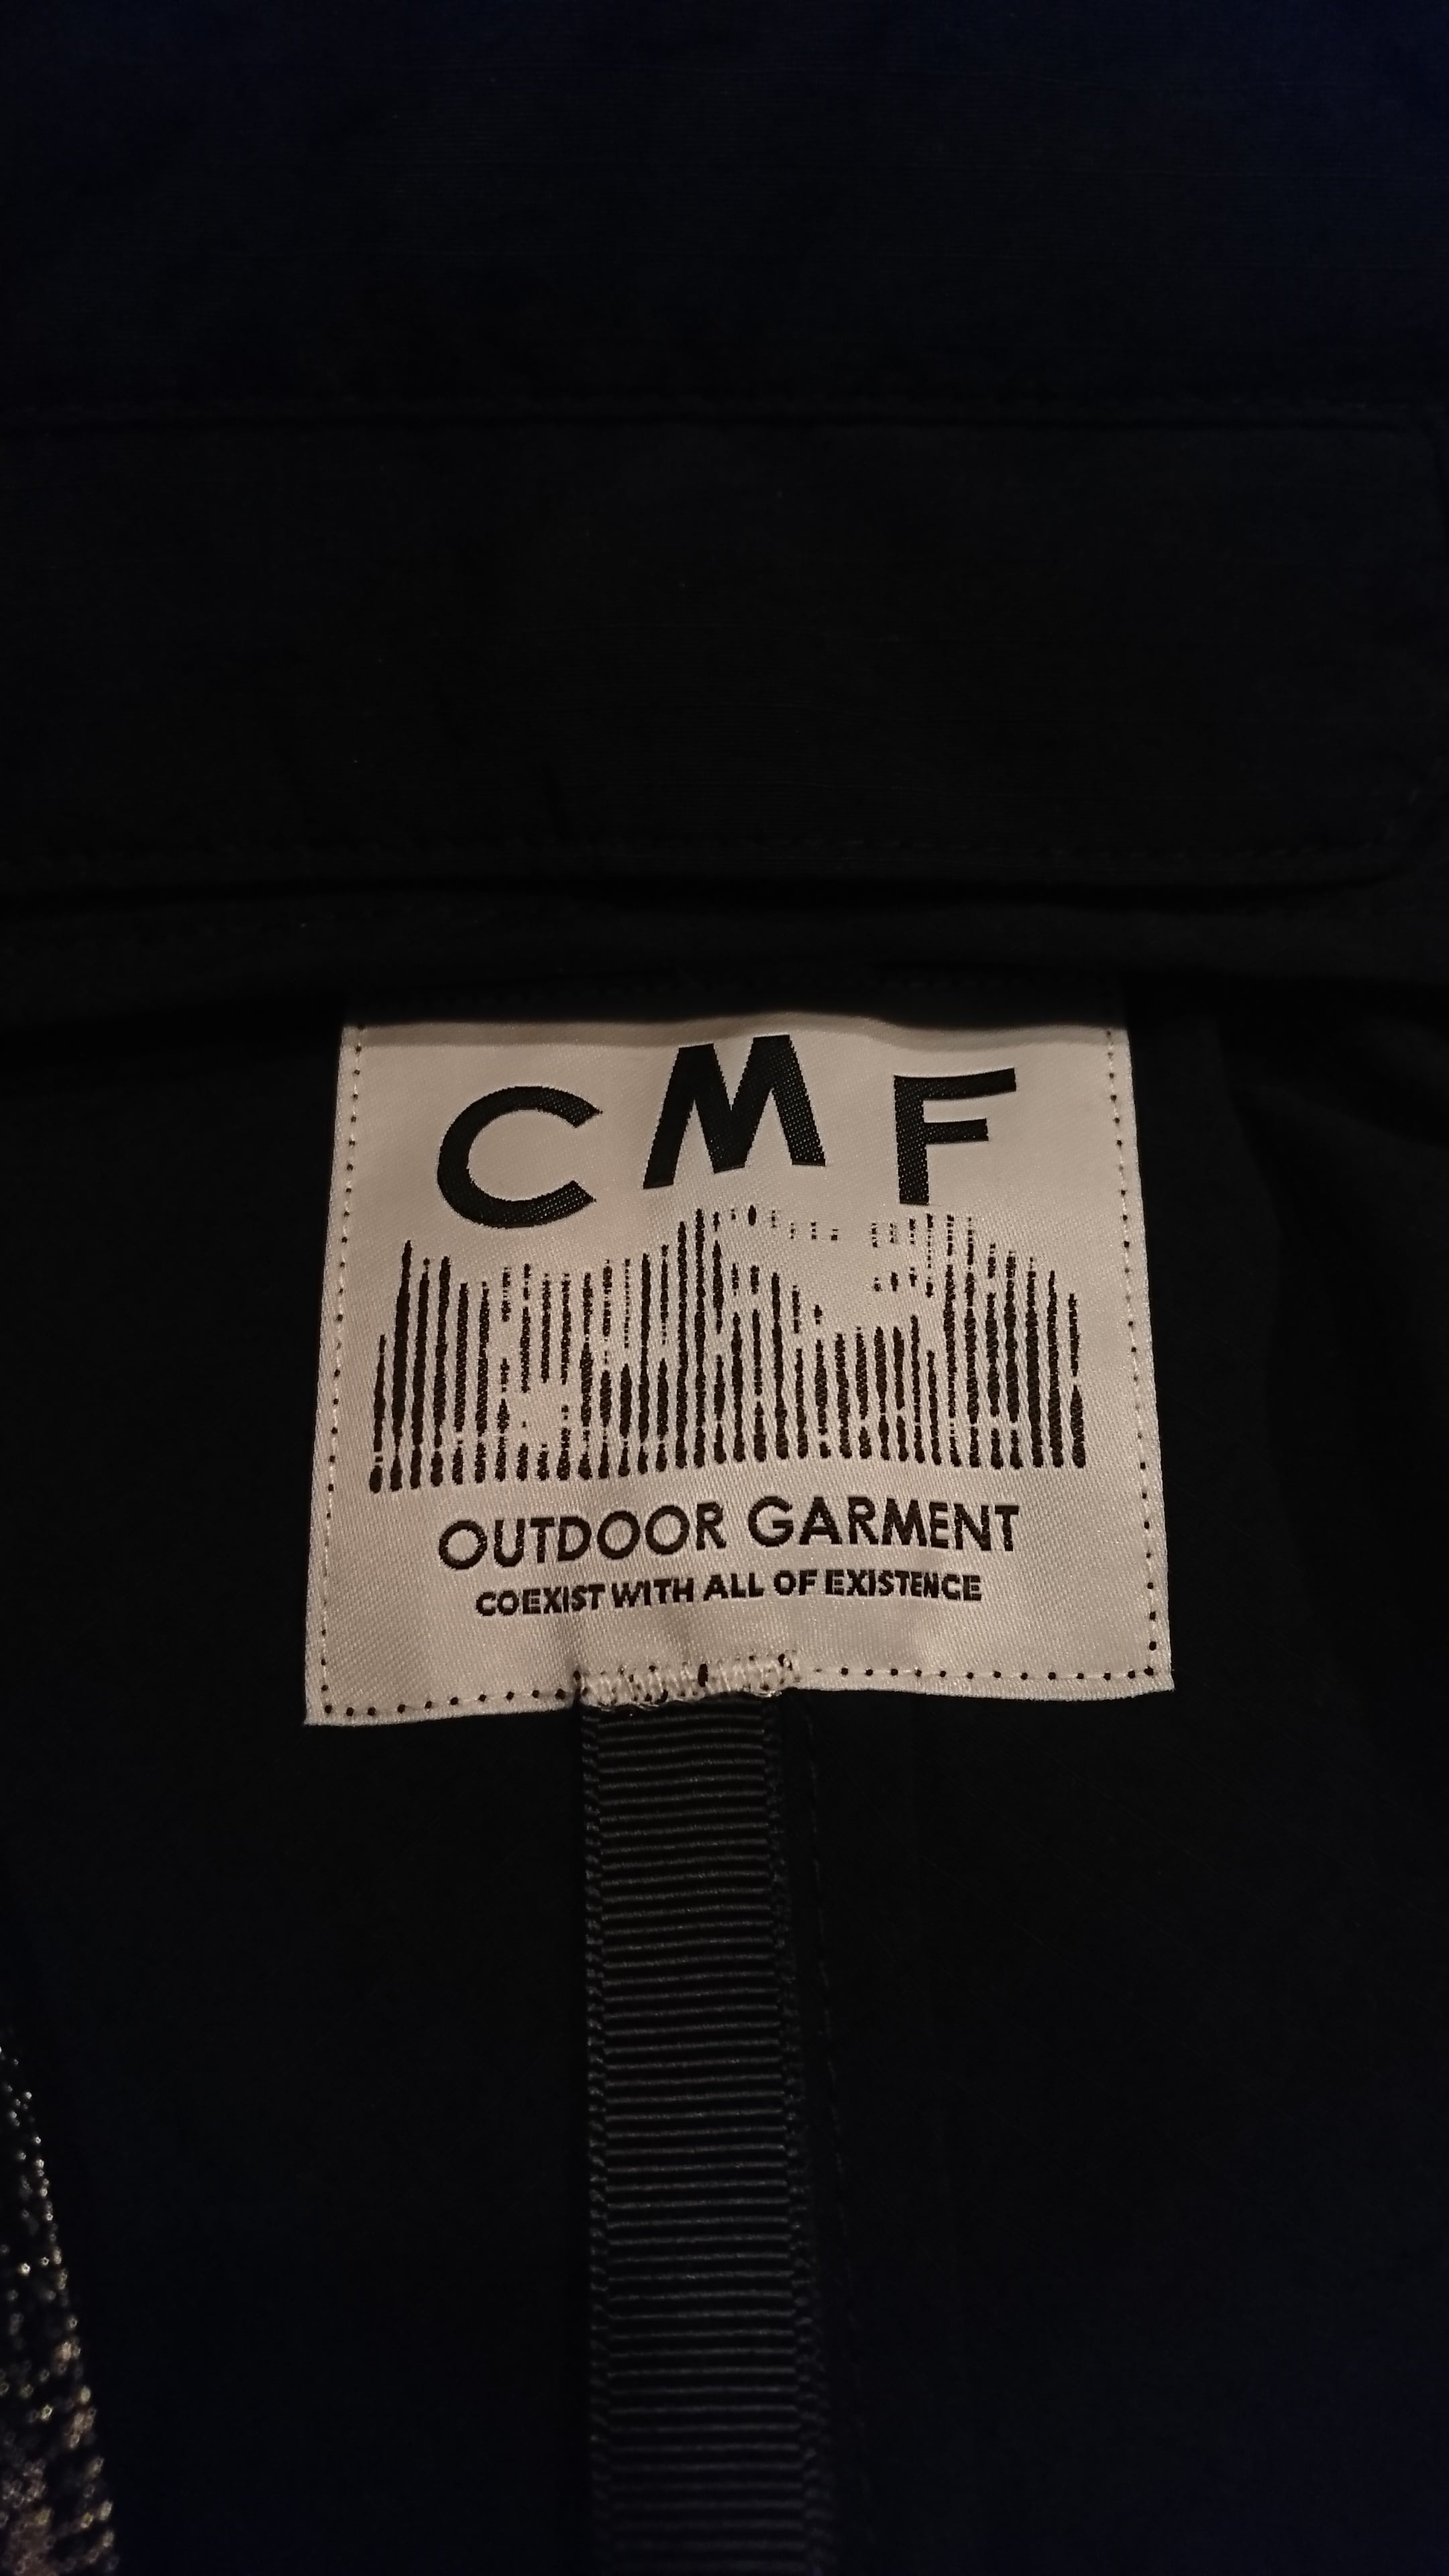 CMF
OUTDOOR GARMENT
COEXIST WITH ALL OF EXISTENCE